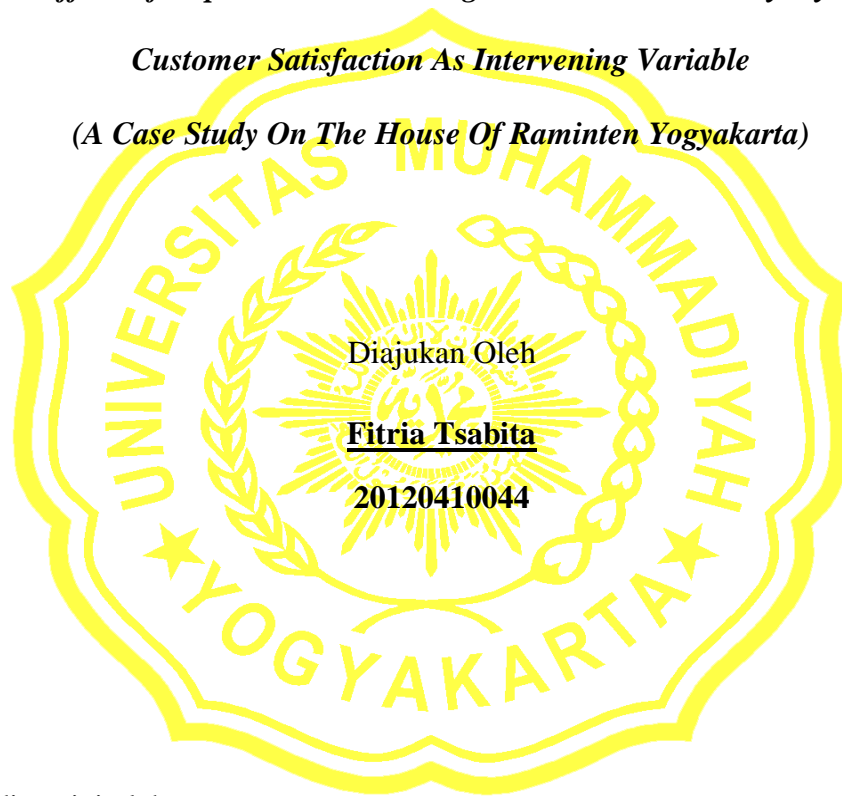 Customer Satisfaction As Intervening Variable
(A Case Study On The House Of Raminten Yogyakarta)
UNIVERSITAS MUHAMMADIYAH
Diajukan Oleh
Fitria Tsabita
20120410044
★ YOGYAKARTA ★